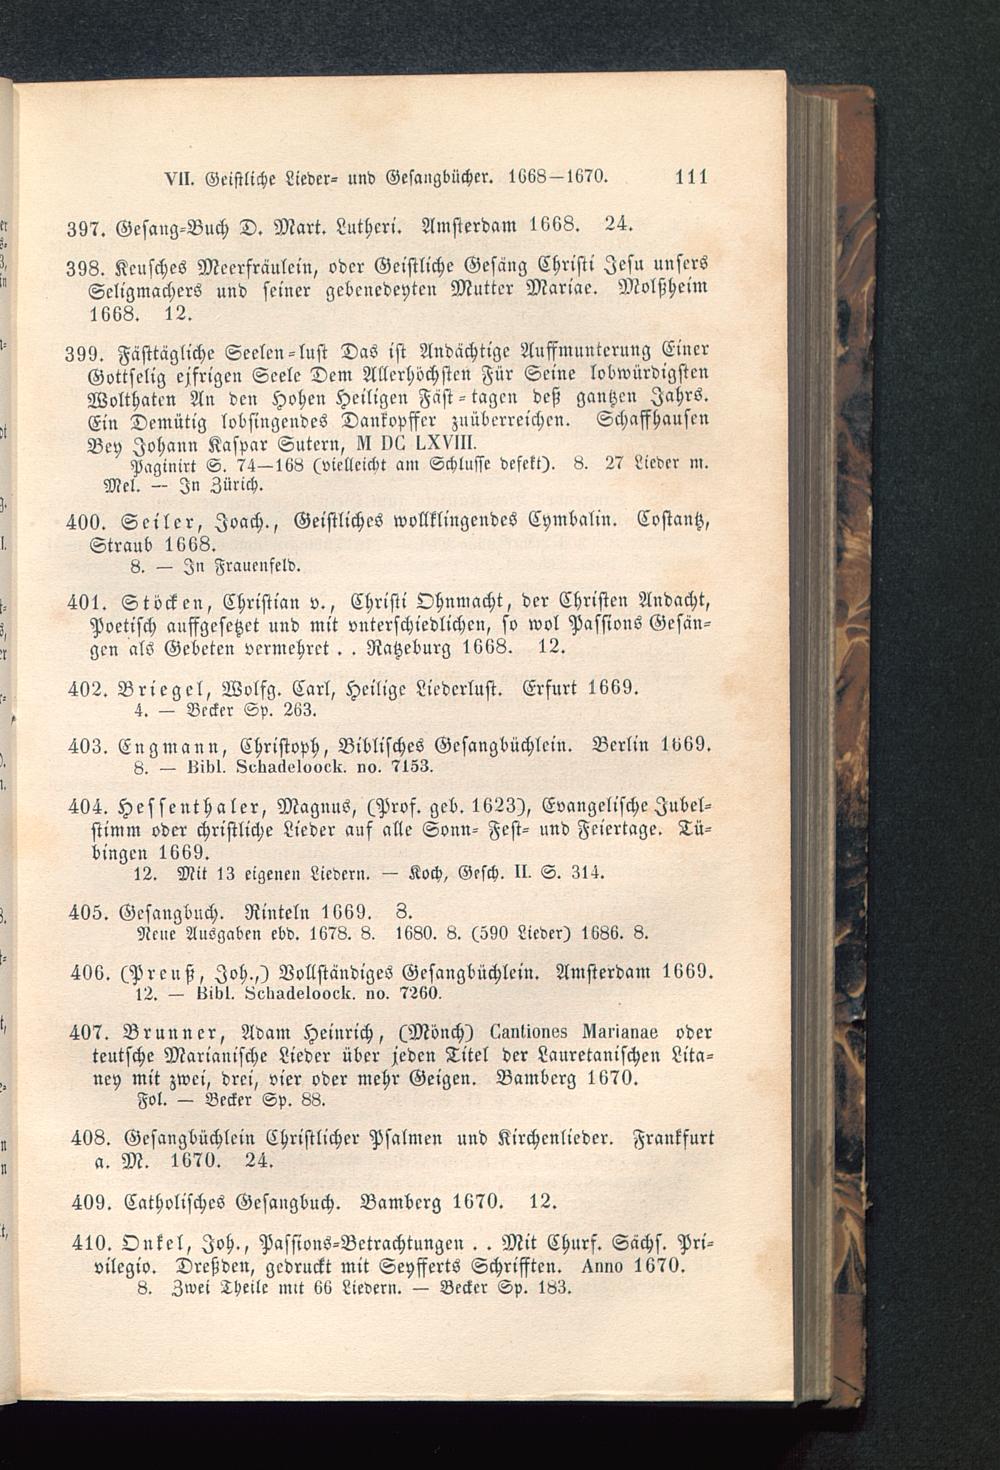 VII. Geistliche Lieder= und Gesangbücher. 1668—1670. 111
397. Gesang=Buch D. Mart. Lutheri. Amsterdam 1668. 24.
398. Keusches Meerfräulein, oder Geistliche Gesäng Christi Jesu unsers
Seligmachers und seiner gebenedeyten Mutter Mariae. Molßheim
1668. 12.
399. Fästtägliche Seelen=lust Das ist Andächtige Auffmunterung Einer
Gottselig ejfrigen Seele Dem Allerhöchsten Für Seine lobwürdigsten
Wolthaten An den Hohen Heiligen Fäst=tagen deß gantzen Jahrs.
Ein Demütig lobsingendes Dankopffer zuüberreichen. Schaffhausen
Bey Johann Kaspar Sutern, M DC LXVIII.
Paginirt S. 74—168 (vielleicht am Schlusse defekt). 8. 27 Lieder m.
Mel. — In Zürich.
400. Seiler, Joach., Geistliches wollklingendes Cymbalin. Costantz,
Straub 1668.
8. — In Frauenfeld.
401. Stöcken, Christian v., Christi Ohnmacht, der Christen Andacht,
Poetisch auffgesetzet und mit vnterschiedlichen, so wol Passions Gesän=
gen als Gebeten vermehret . . Ratzeburg 1668. 12.
402. Briegel, Wolfg. Carl, Heilige Liederlust. Erfurt 1669.
4. — Becker Sp. 263.
403. Engmann, Christoph, Biblisches Gesangbüchlein. Berlin 1669.
8. — Bibl. Schadeloock. no. 7153.
404. Hessenthaler, Magnus, (Prof. geb. 1623), Evangelische Jubel=
stimm oder christliche Lieder auf alle Sonn= Fest= und Feiertage. Tü=
bingen 1669.
12. Mit 13 eigenen Liedern. — Koch, Gesch. II. S. 314.
405. Gesangbuch. Rinteln 1669. 8.
Neue Ausgaben ebd. 1678. 8. 1680. 8. (590 Lieder) 1686. 8.
406. (Preuß, Joh.,) Vollständiges Gesangbüchlein. Amsterdam 1669.
12. — Bibl. Schadeloock. no. 7260.
407. Brunner, Adam Heinrich, (Mönch) Cantiones Marianae oder
teutsche Marianische Lieder über jeden Titel der Lauretanischen Lita=
ney mit zwei, drei, vier oder mehr Geigen. Bamberg 1670.
Fol. — Becker Sp. 88.
408. Gesangbüchlein Christlicher Psalmen und Kirchenlieder. Frankfurt
a. M. 1670. 24.
409. Catholisches Gesangbuch. Bamberg 1670. 12.
410. Onkel, Joh., Passions=Betrachtungen . . Mit Churf. Sächs. Pri=
vilegio. Dreßden, gedruckt mit Seyfferts Schrifften. Anno 1670.
8. Zwei Theile mit 66 Liedern. — Becker Sp. 183.